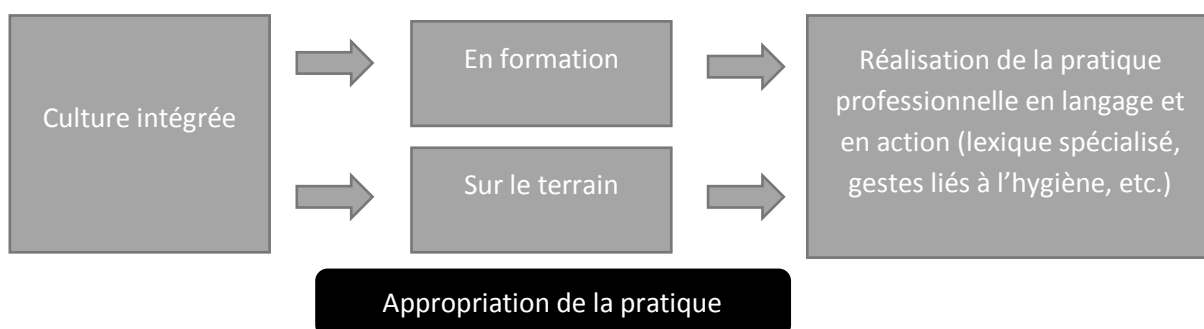 Culture intégrée
En formation
Sur le terrain
Réalisation de la pratique
professionnelle en langage et
en action (lexique spécialisé,
gestes liés à l’hygiène, etc.)
Appropriation de la pratique